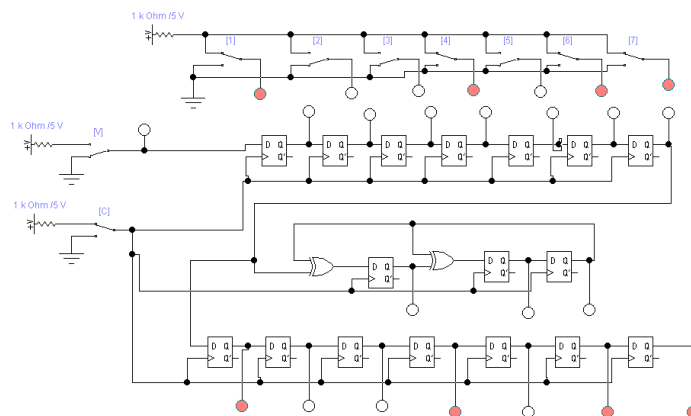 1 k Ohm /5 V
+V
[1] [2] [3] [4] [5] [6] [7]
1 k Ohm /5 V
+V
[V]
D Q Q' D Q Q' D Q Q' D Q Q' D Q Q' D Q Q' D Q Q'
1 k Ohm /5 V
+V
[C]
D Q Q' D Q Q' D Q Q'
D Q Q' D Q Q' D Q Q' D Q Q' D Q Q' D Q Q' D Q Q'